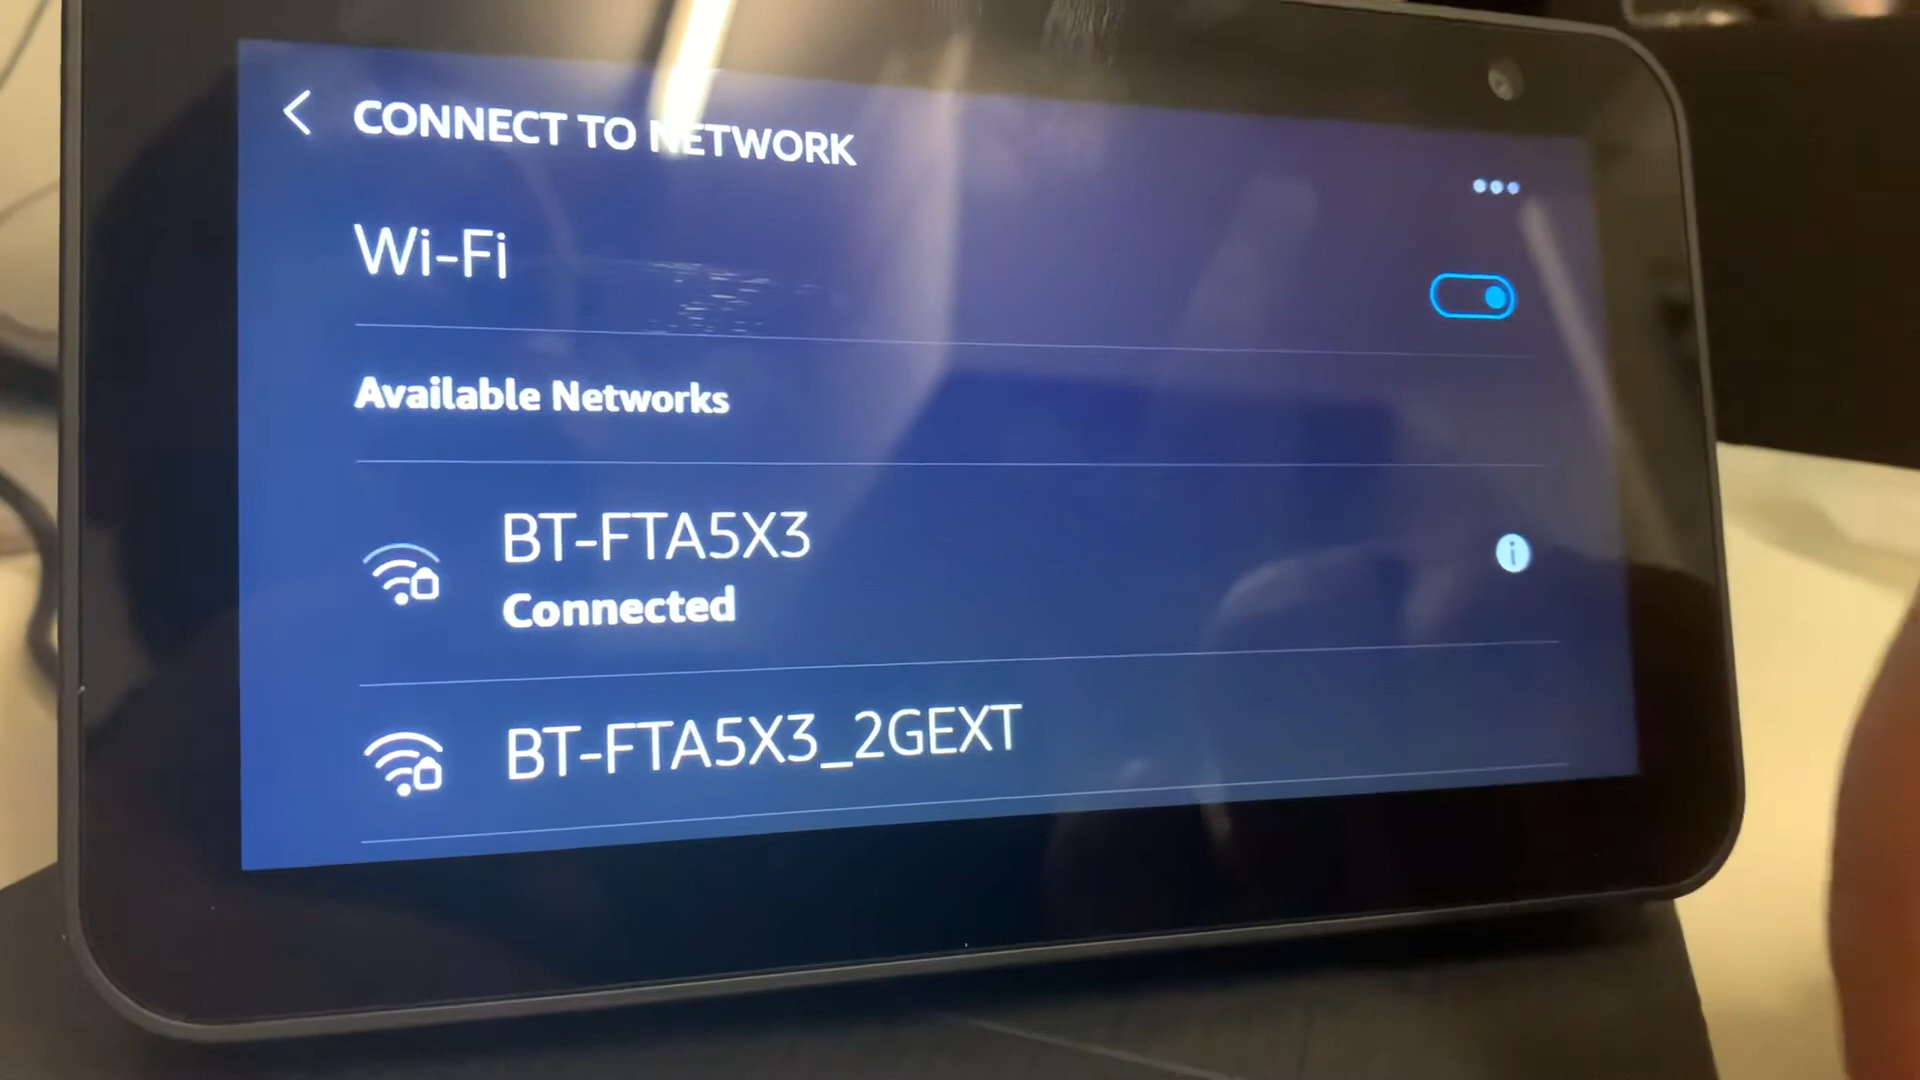 CONNECT TO NETWORK
Wi-Fi
Available Networks
BT-FTA5X3
Connected
BT-FTA5X3_2GEXT